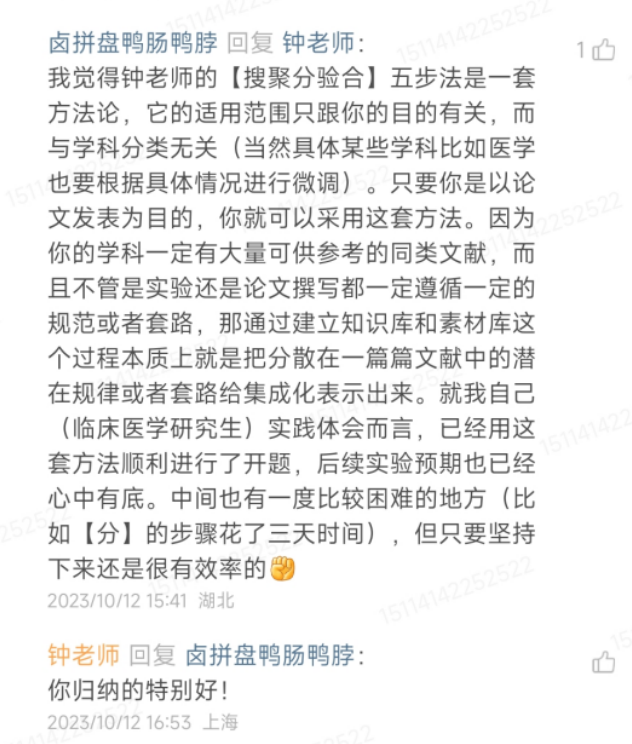 卤拼盘鸭肠鸭脖 回复 钟老师：
1
我觉得钟老师的【搜聚分验合】五步法是一套
方法论，它的适用范围只跟你的目的有关，而
与学科分类无关（当然具体某些学科比如医学
也要根据具体情况进行微调）。只要你是以论
文发表为目的，你就可以采用这套方法。因为
你的学科一定有大量可供参考的同类文献，而
且不管是实验还是论文撰写都一定遵循一定的
规范或者套路，那通过建立知识库和素材库这
个过程本质上就是把分散在一篇篇文献中的潜
在规律或者套路给集成化表示出来。就我自己
（临床医学研究生）实践体会而言，已经用这
套方法顺利进行了开题，后续实验预期也已经
心中有底。中间也有一度比较困难的地方（比
如【分】的步骤花了三天时间），但只要坚持
下来还是很有效率的✊
2023/10/12 15:41 湖北
钟老师 回复 卤拼盘鸭肠鸭脖：
你归纳的特别好！
2023/10/12 16:53 上海
15114142252522